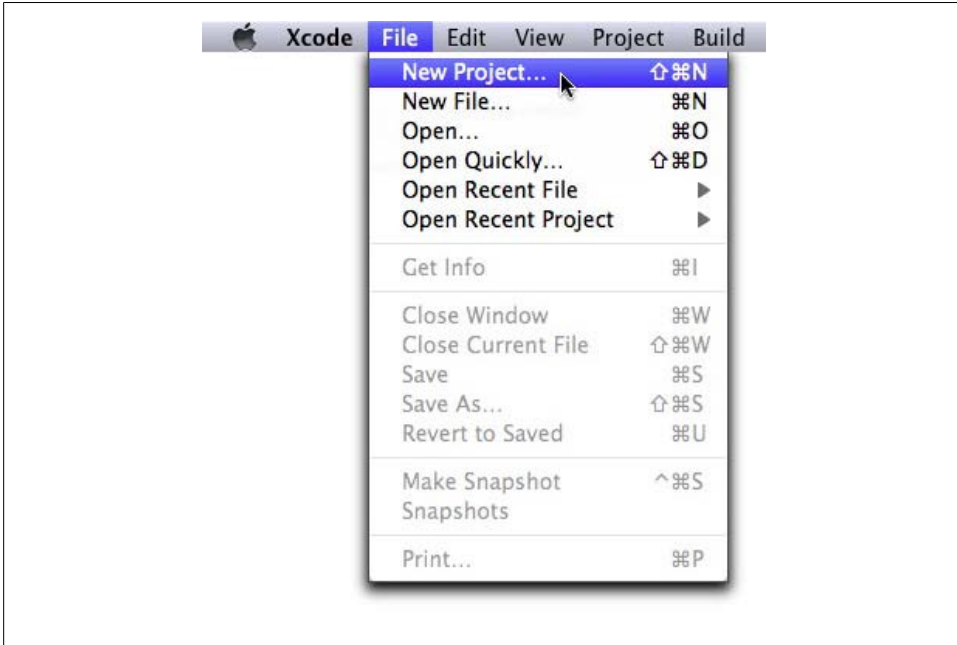 Xcode File Edit View Project Build
New Project... ⇧⌘N
New File... ⌘N
Open... ⌘O
Open Quickly... ⇧⌘D
Open Recent File ▶
Open Recent Project ▶
Get Info ⌘I
Close Window ⌘W
Close Current File ⇧⌘W
Save ⌘S
Save As... ⇧⌘S
Revert to Saved ⌘U
Make Snapshot ^⌘S
Snapshots
Print... ⌘P